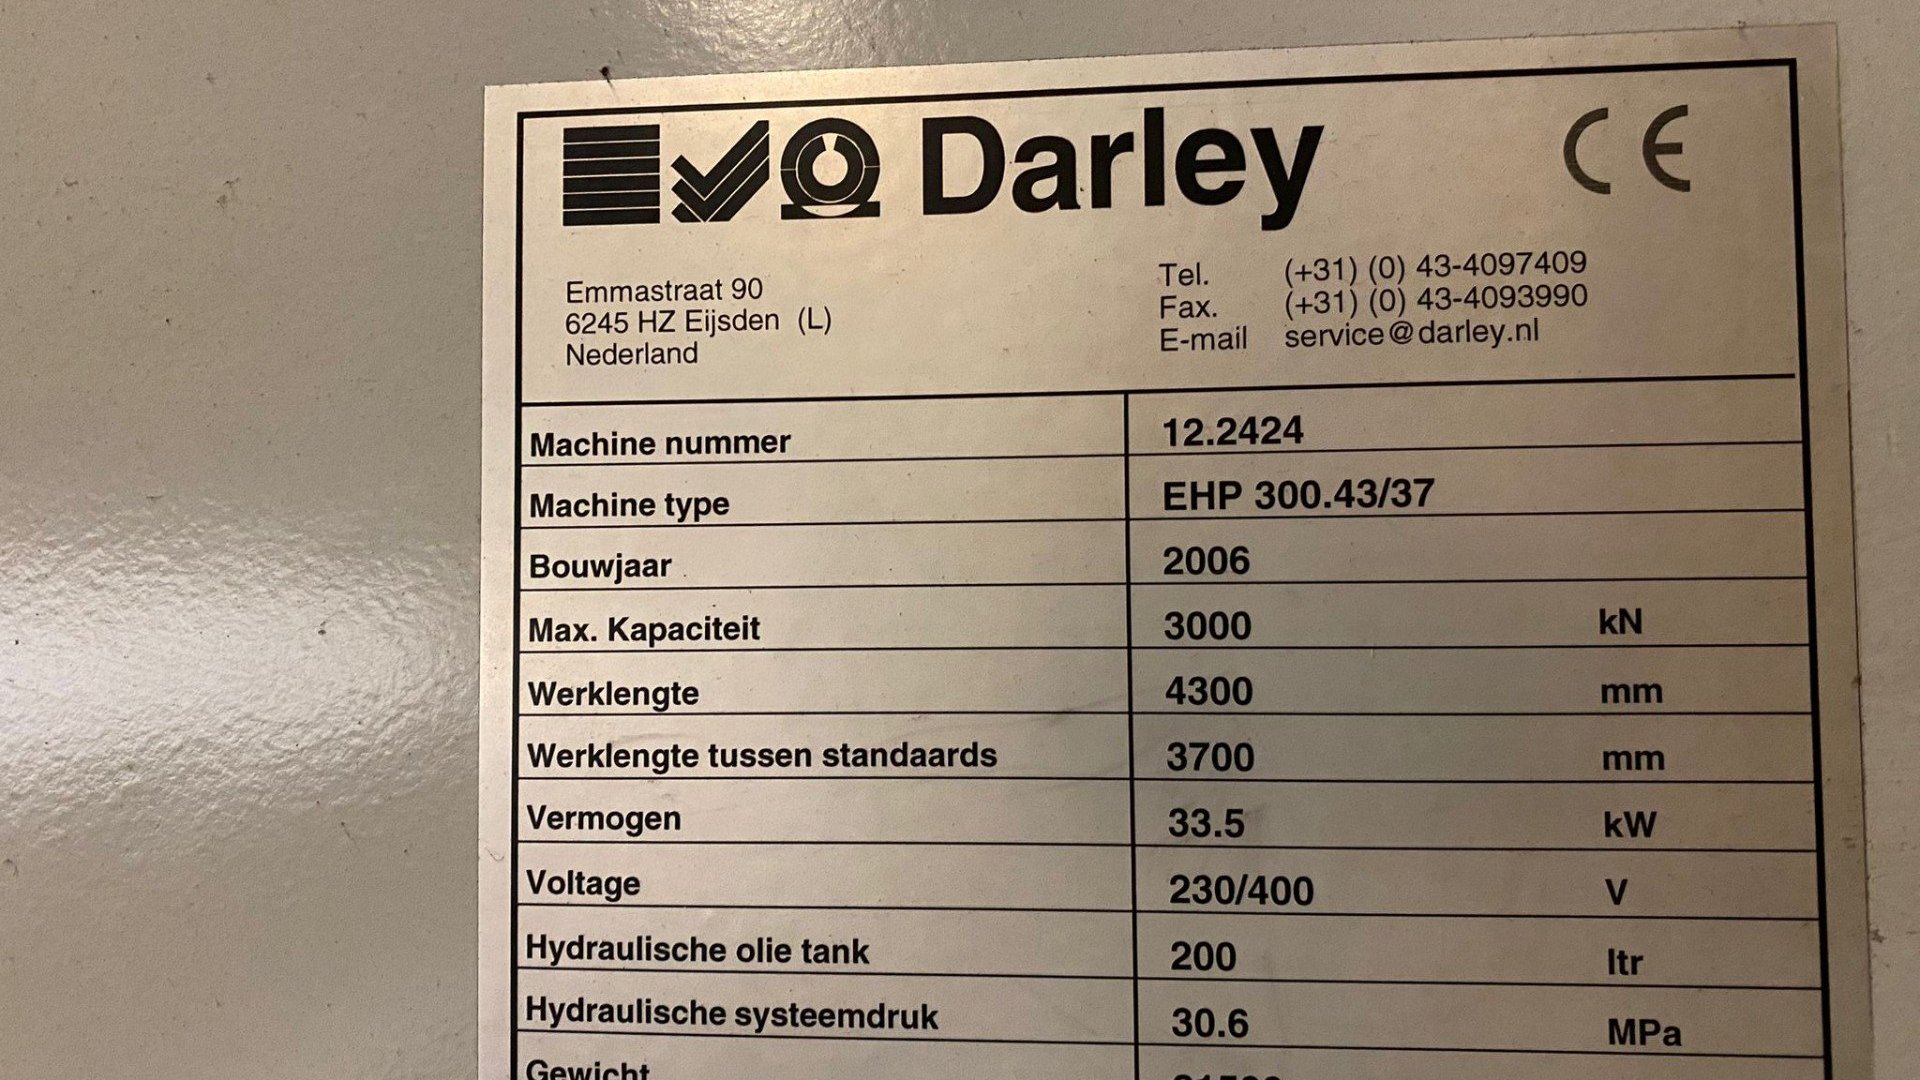 Darley CE
Emmastraat 90
6245 HZ Eijsden (L)
Nederland
Tel. (+31) (0) 43-4097409
Fax. (+31) (0) 43-4093990
E-mail service@darley.nl
Machine nummer 12.2424
Machine type EHP 300.43/37
Bouwjaar 2006
Max. Kapaciteit 3000 kN
Werklengte 4300 mm
Werklengte tussen standaards 3700 mm
Vermogen 33.5 kW
Voltage 230/400 V
Hydraulische olie tank 200 ltr
Hydraulische systeemdruk 30.6 MPa
Gewicht